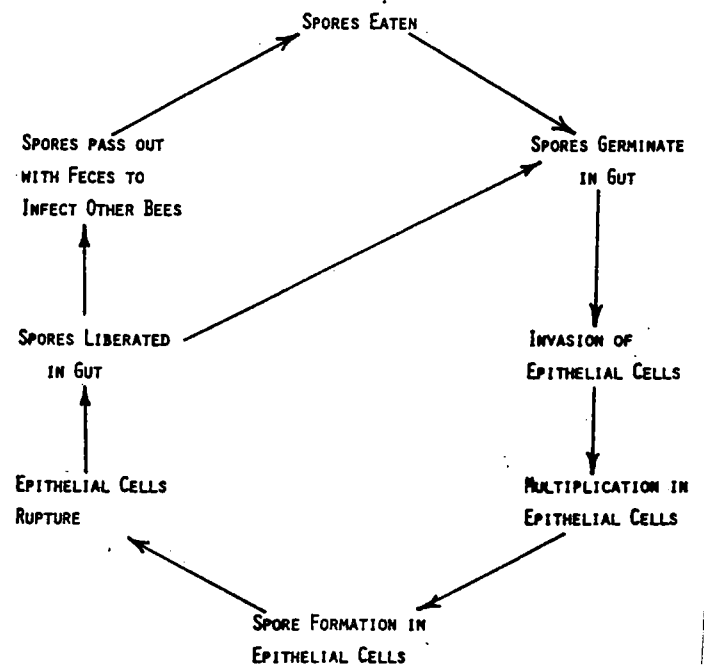 SPORES EATEN
SPORES PASS OUT
WITH FECES TO
INFECT OTHER BEES
SPORES GERMINATE
IN GUT
SPORES LIBERATED
IN GUT
INVASION OF
EPITHELIAL CELLS
EPITHELIAL CELLS
RUPTURE
MULTIPLICATION IN
EPITHELIAL CELLS
SPORE FORMATION IN
EPITHELIAL CELLS